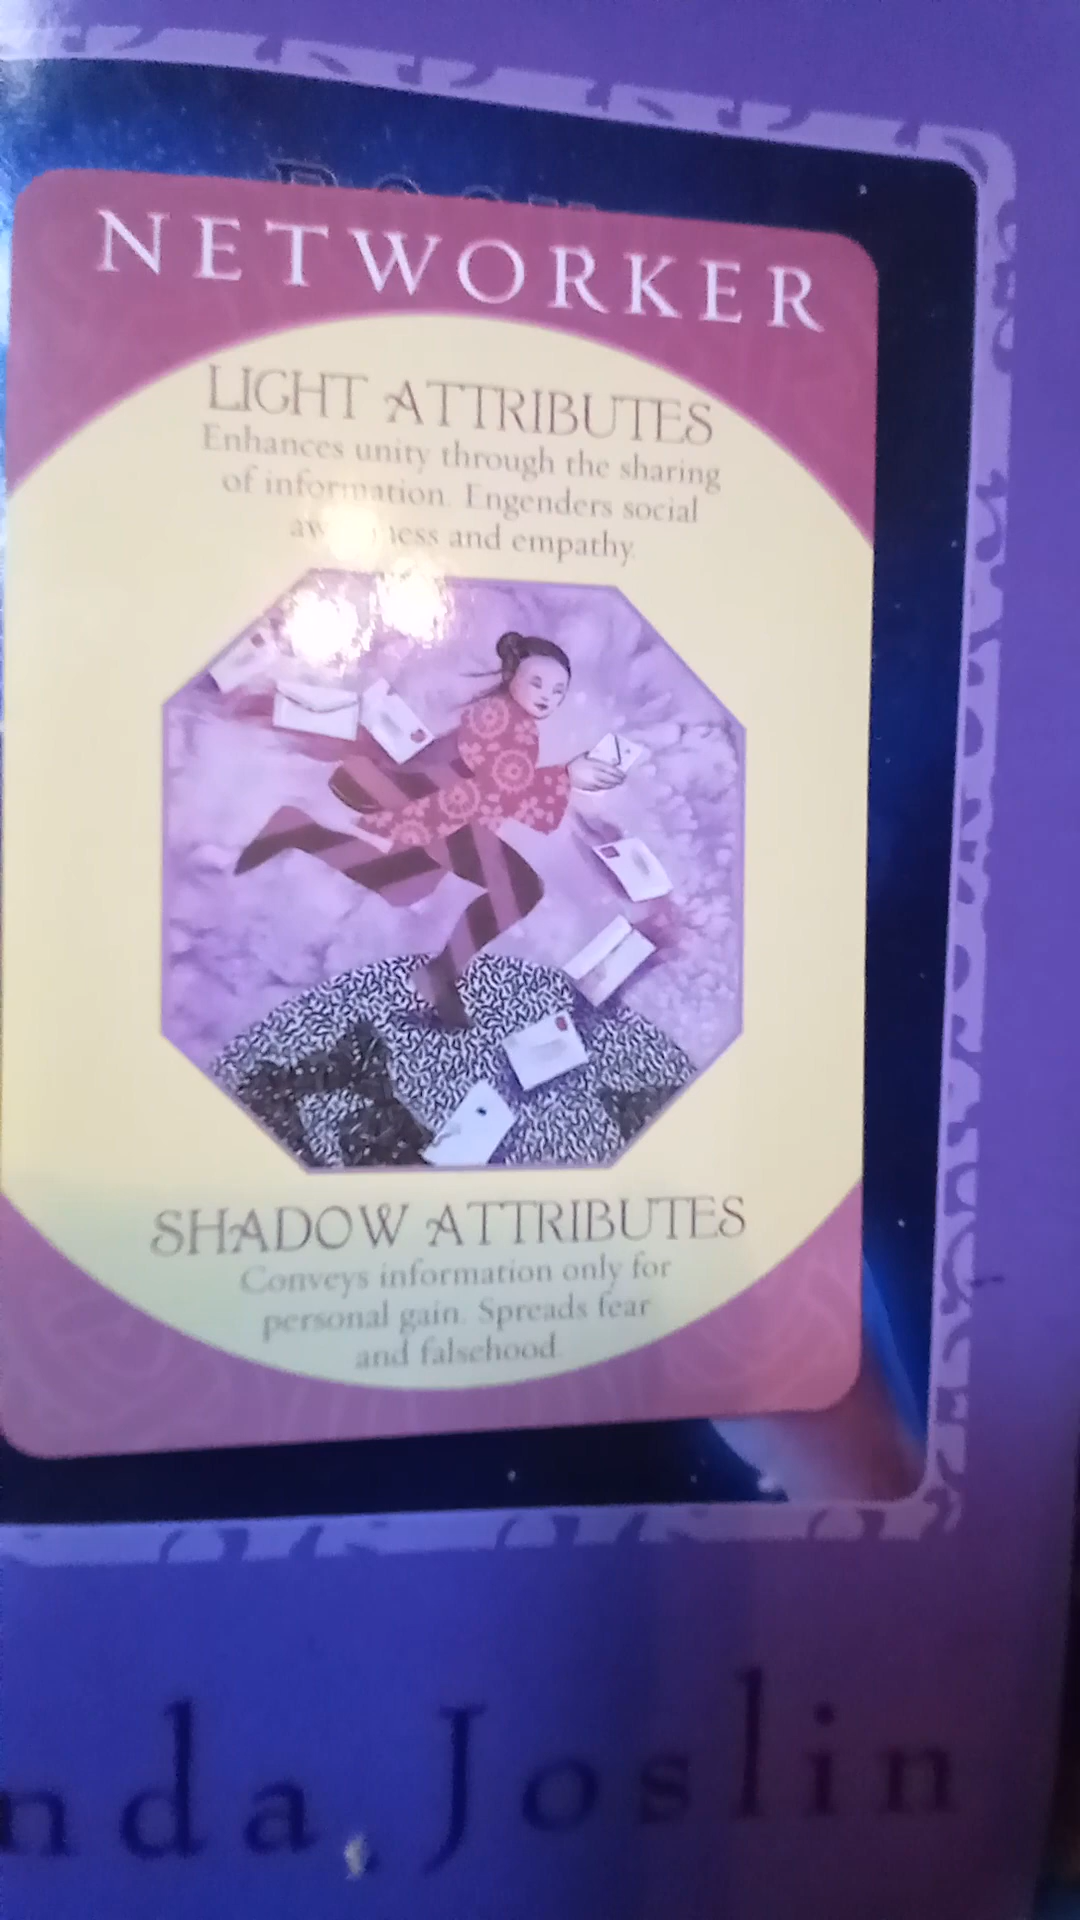 NETWORKER
LIGHT ATTRIBUTES
Enhances unity through the sharing
of information. Engenders social
and empathy.
SHADOW ATTRIBUTES
Conveys information only for
personal gain. Spreads fear
and falsehood.
Joslin